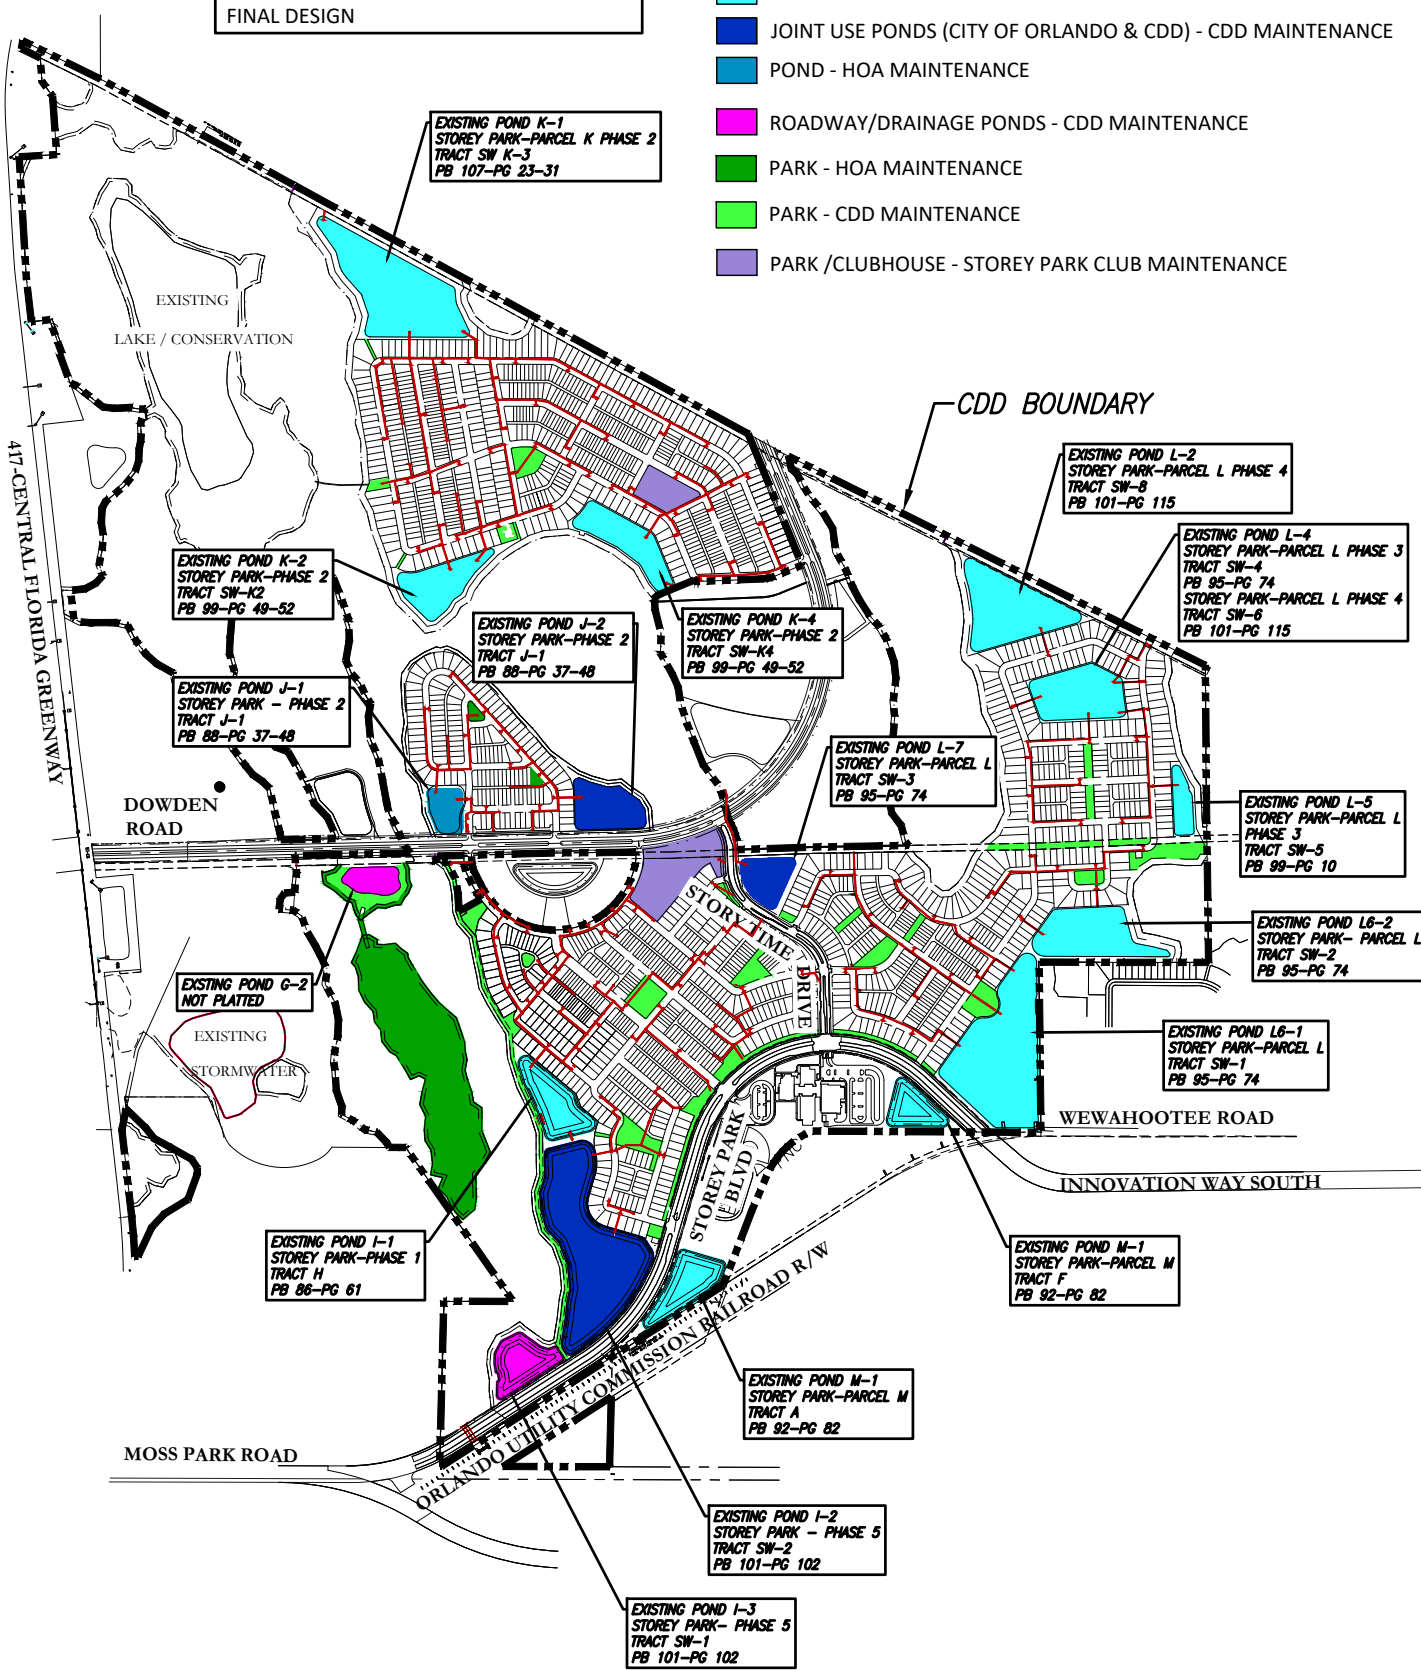 FINAL DESIGN
JOINT USE PONDS (CITY OF ORLANDO & CDD) - CDD MAINTENANCE
POND - HOA MAINTENANCE
ROADWAY/DRAINAGE PONDS - CDD MAINTENANCE
PARK - HOA MAINTENANCE
PARK - CDD MAINTENANCE
PARK /CLUBHOUSE - STOREY PARK CLUB MAINTENANCE
EXISTING POND K-1
STOREY PARK-PARCEL K PHASE 2
TRACT SW K-3
PB 107-PG 23-31
EXISTING
LAKE / CONSERVATION
CDD BOUNDARY
417-CENTRAL FLORIDA GREENWAY
EXISTING POND L-2
STOREY PARK-PARCEL L PHASE 4
TRACT SW-8
PB 101-PG 115
EXISTING POND L-4
STOREY PARK-PARCEL L PHASE 3
TRACT SW-4
PB 95-PG 74
STOREY PARK-PARCEL L PHASE 4
TRACT SW-6
PB 101-PG 115
EXISTING POND K-2
STOREY PARK-PHASE 2
TRACT SW-K2
PB 99-PG 49-52
EXISTING POND J-2
STOREY PARK-PHASE 2
TRACT J-1
PB 88-PG 37-48
EXISTING POND K-4
STOREY PARK-PHASE 2
TRACT SW-K4
PB 99-PG 49-52
EXISTING POND J-1
STOREY PARK - PHASE 2
TRACT J-1
PB 88-PG 37-48
EXISTING POND L-7
STOREY PARK-PARCEL L
TRACT SW-3
PB 95-PG 74
DOWDEN
ROAD
EXISTING POND L-5
STOREY PARK-PARCEL L
PHASE 3
TRACT SW-5
PB 99-PG 10
STORY TIME
DRIVE
EXISTING POND L6-2
STOREY PARK- PARCEL L
TRACT SW-2
PB 95-PG 74
EXISTING POND G-2
NOT PLATTED
EXISTING
STORMWATER
EXISTING POND L6-1
STOREY PARK-PARCEL L
TRACT SW-1
PB 95-PG 74
WEWAHOOTEE ROAD
STOREY PARK
BLVD
INC
INNOVATION WAY SOUTH
EXISTING POND I-1
STOREY PARK-PHASE 1
TRACT H
PB 86-PG 61
EXISTING POND M-1
STOREY PARK-PARCEL M
TRACT F
PB 92-PG 82
ORLANDO UTILITY COMMISSION RAILROAD R/W
EXISTING POND M-1
STOREY PARK-PARCEL M
TRACT A
PB 92-PG 82
MOSS PARK ROAD
EXISTING POND I-2
STOREY PARK - PHASE 5
TRACT SW-2
PB 101-PG 102
EXISTING POND I-3
STOREY PARK- PHASE 5
TRACT SW-1
PB 101-PG 102